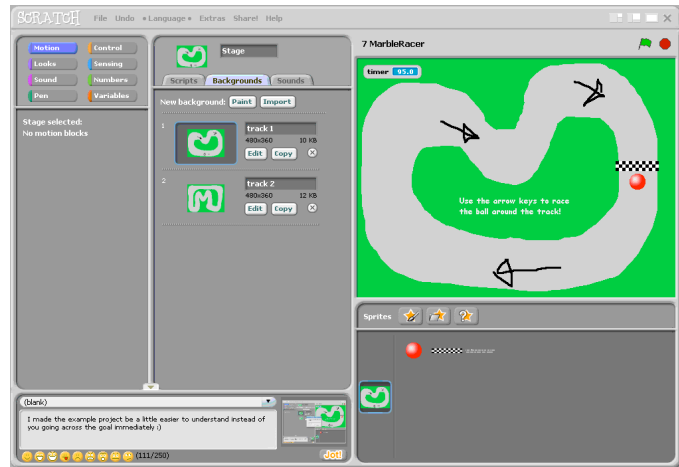 SCRATCH File Undo •Language• Extras Share! Help
Motion Control
Looks Sensing
Sound Numbers
Pen Variables
Stage selected:
No motion blocks
Stage
Scripts Backgrounds Sounds
New background: Paint Import
1
track 1
480x360 10 KB
Edit Copy
2
track 2
480x360 12 KB
Edit Copy
7 MarbleRacer
timer 95.0
Use the arrow keys to race
the ball around the track!
Sprites
(blank)
I made the example project be a little easier to understand instead of
you going across the goal immediately :)
(111/250)
Jot!